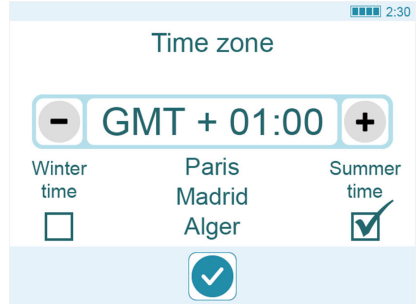 2:30
Time zone
- GMT + 01:00 +
Winter time
Paris
Madrid
Alger
Summer time